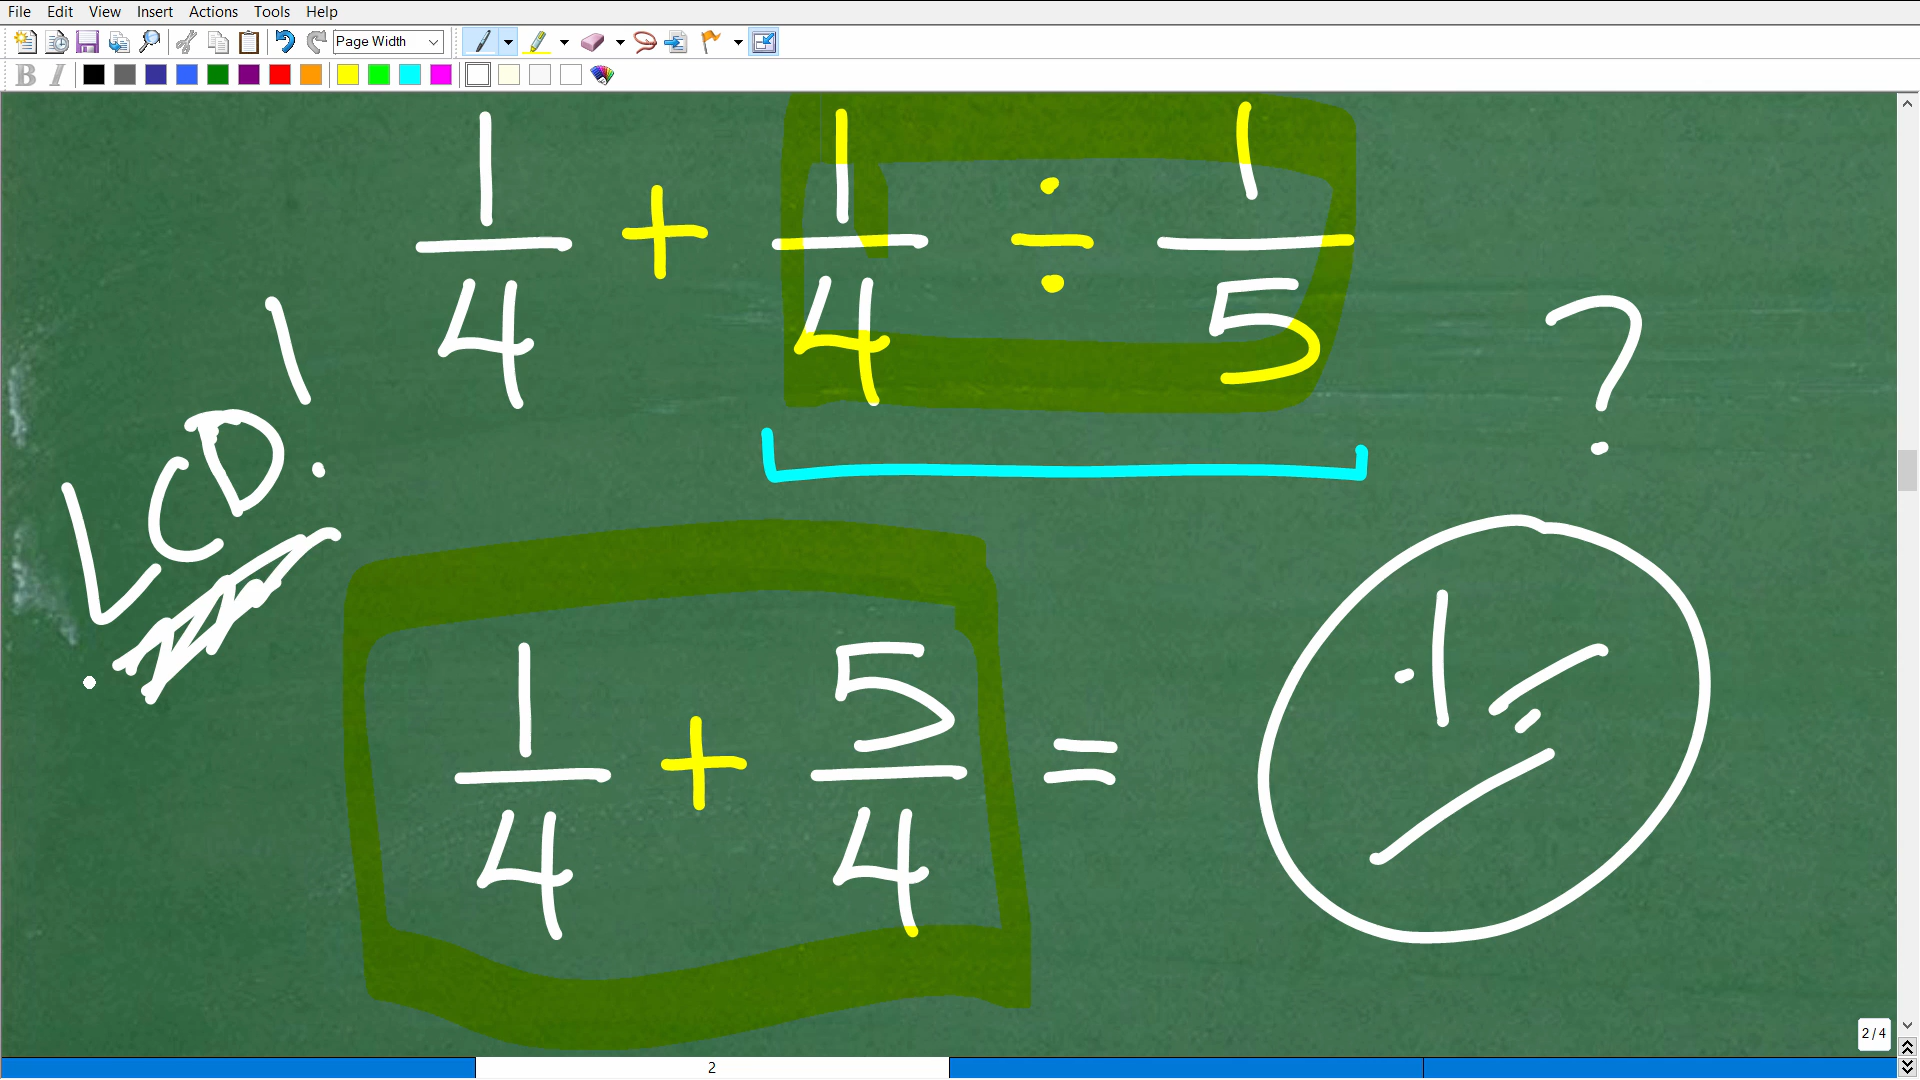 File Edit View Insert Actions Tools Help
Page Width
B I
1/4 + 1/4 ÷ 1/5 ?
LCD!
1/4 + 5/4 =
2 / 4
2